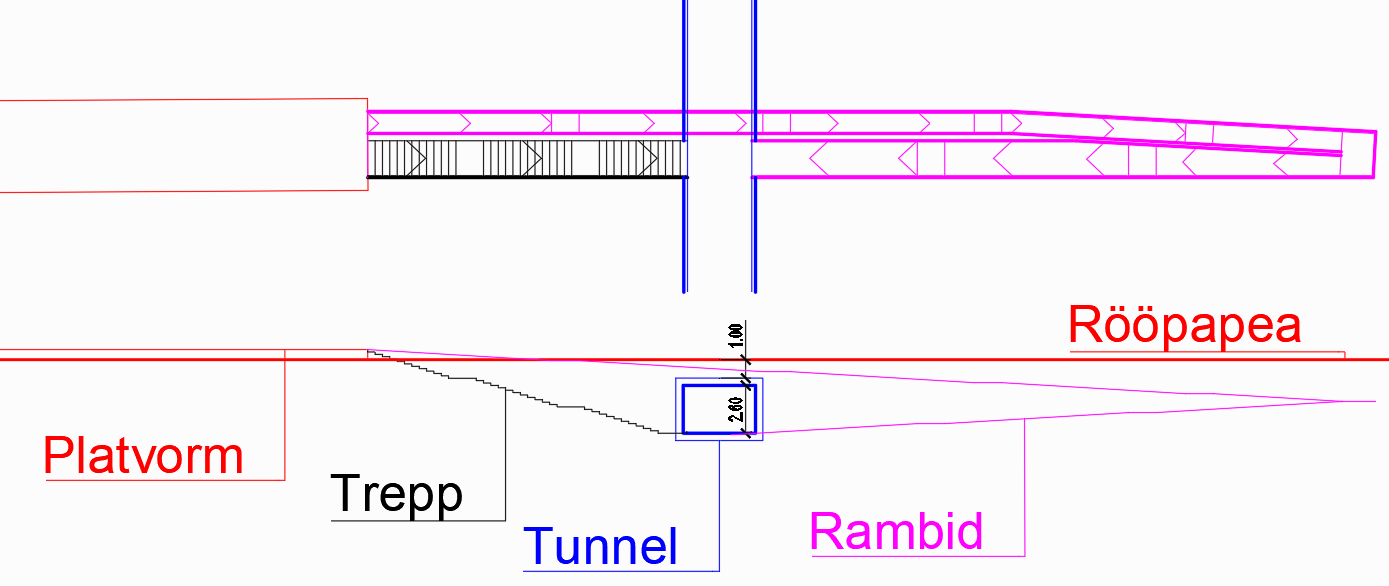 1.00
Rööpapea
2.60
Platvorm
Trepp
Tunnel
Rambid